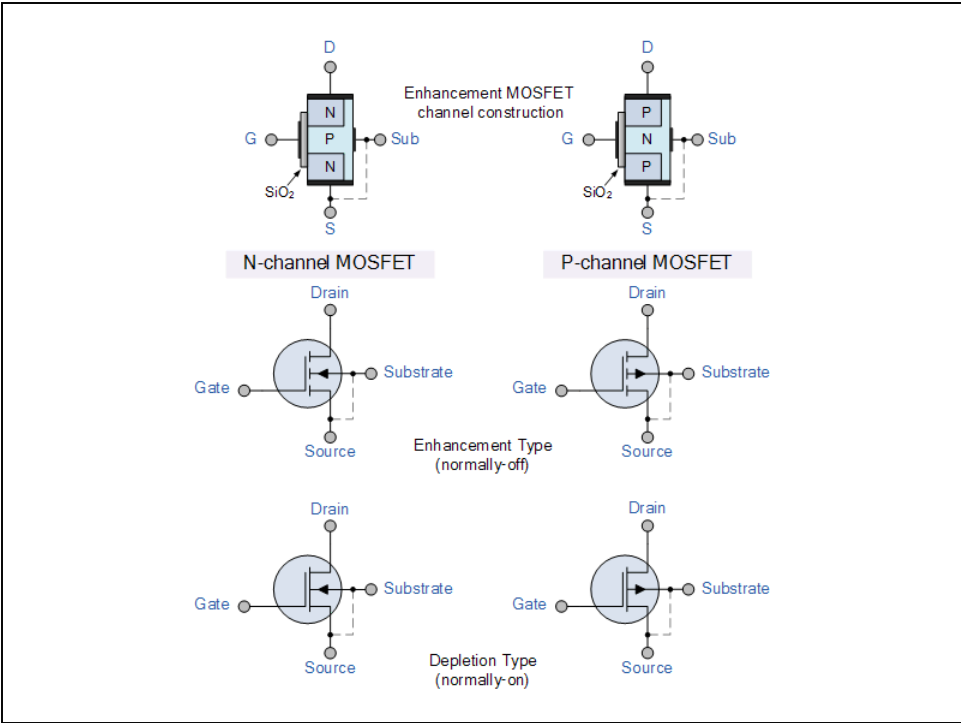 D
D
Enhancement MOSFET
channel construction
N
P
G
P
Sub
G
N
Sub
N
P
SiO₂
SiO₂
S
S
N-channel MOSFET
P-channel MOSFET
Drain
Drain
Substrate
Substrate
Gate
Gate
Enhancement Type
(normally-off)
Source
Source
Drain
Drain
Substrate
Substrate
Gate
Gate
Source
Source
Depletion Type
(normally-on)